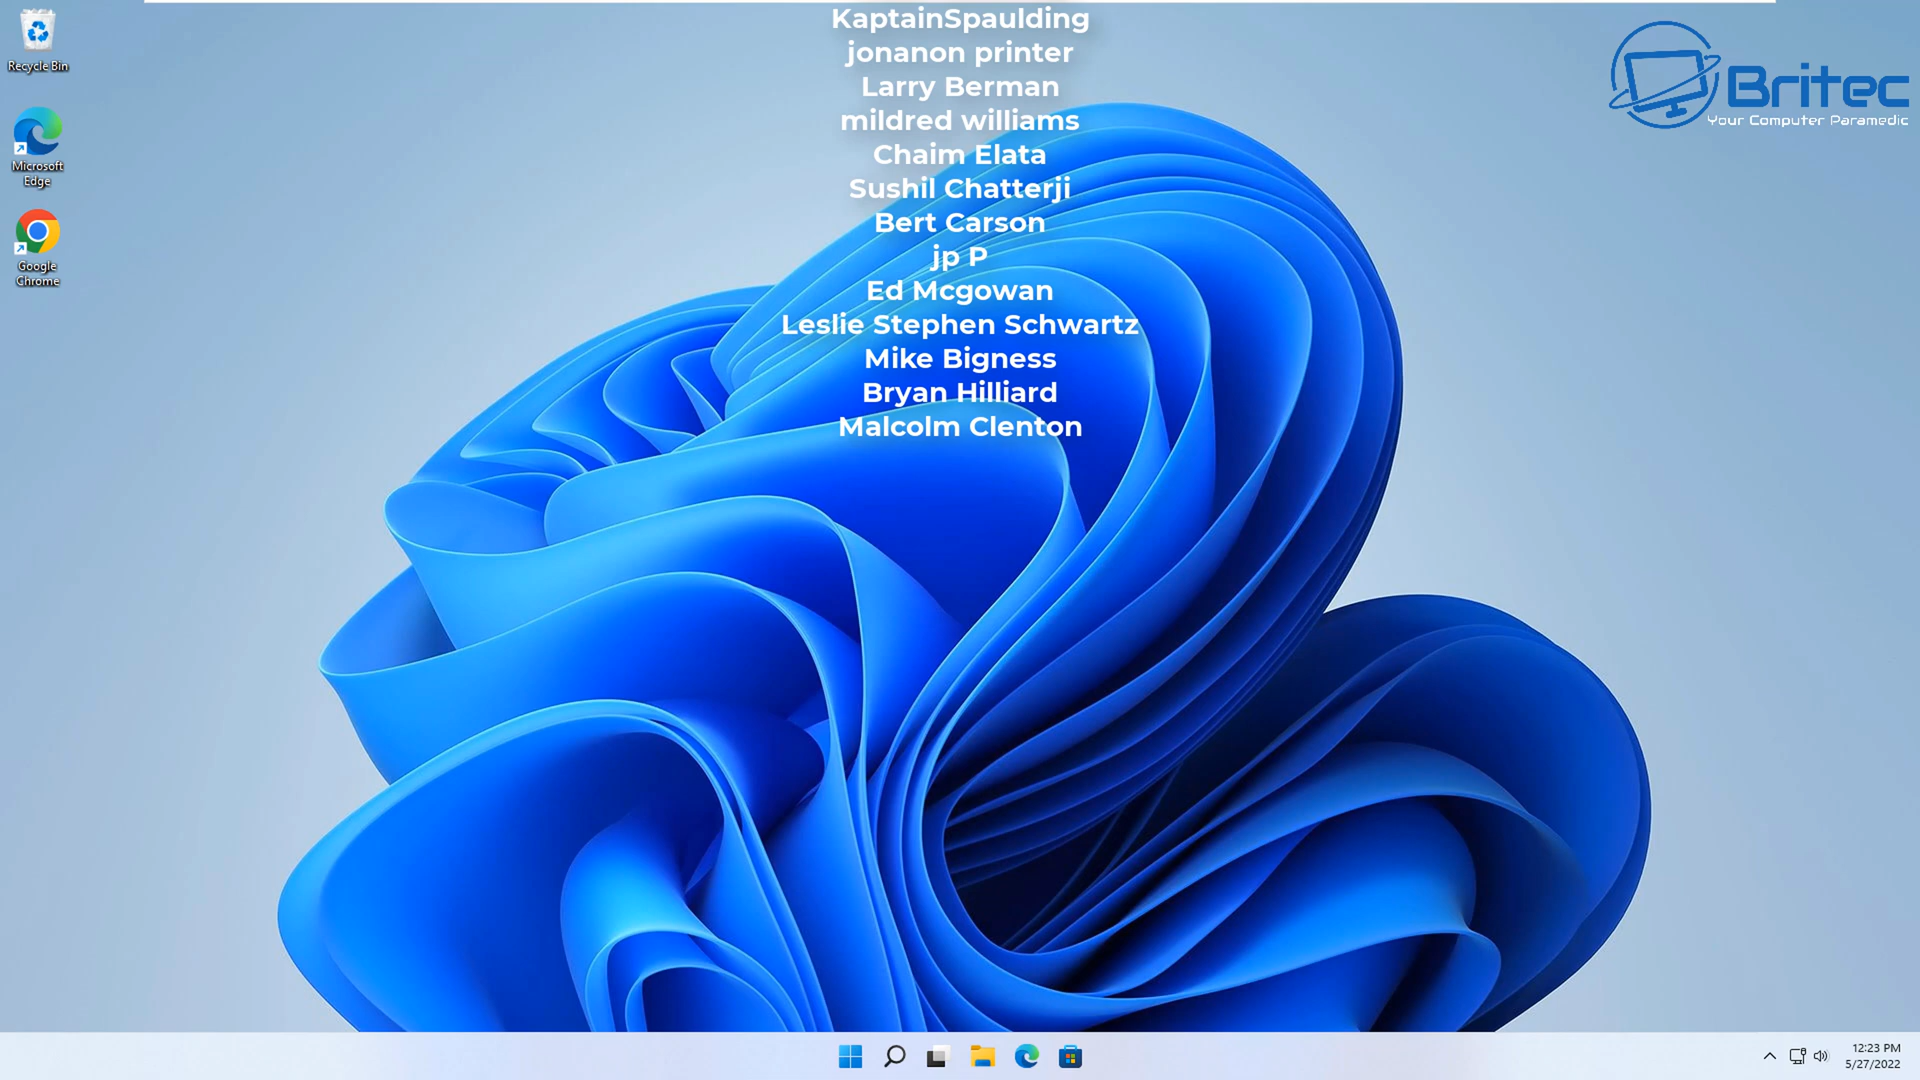 KaptainSpaulding
jonanon printer
Larry Berman
mildred williams
Chaim Elata
Sushil Chatterji
Bert Carson
jp P
Ed Mcgowan
Leslie Stephen Schwartz
Mike Bigness
Bryan Hilliard
Malcolm Clenton
Britec
Your Computer Paramedic
Recycle Bin
Microsoft
Edge
Google
Chrome
12:23 PM
5/27/2022